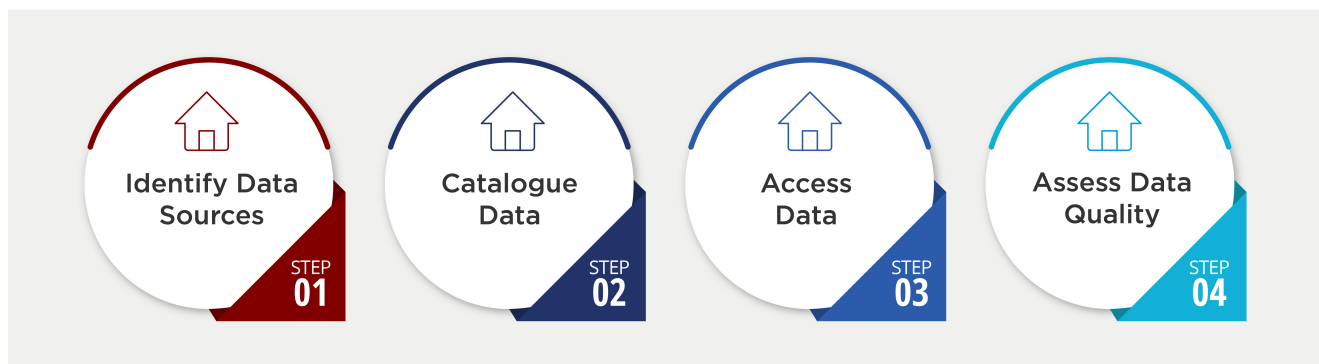 Identify Data
Sources
STEP
01
Catalogue
Data
STEP
02
Access
Data
STEP
03
Assess Data
Quality
STEP
04